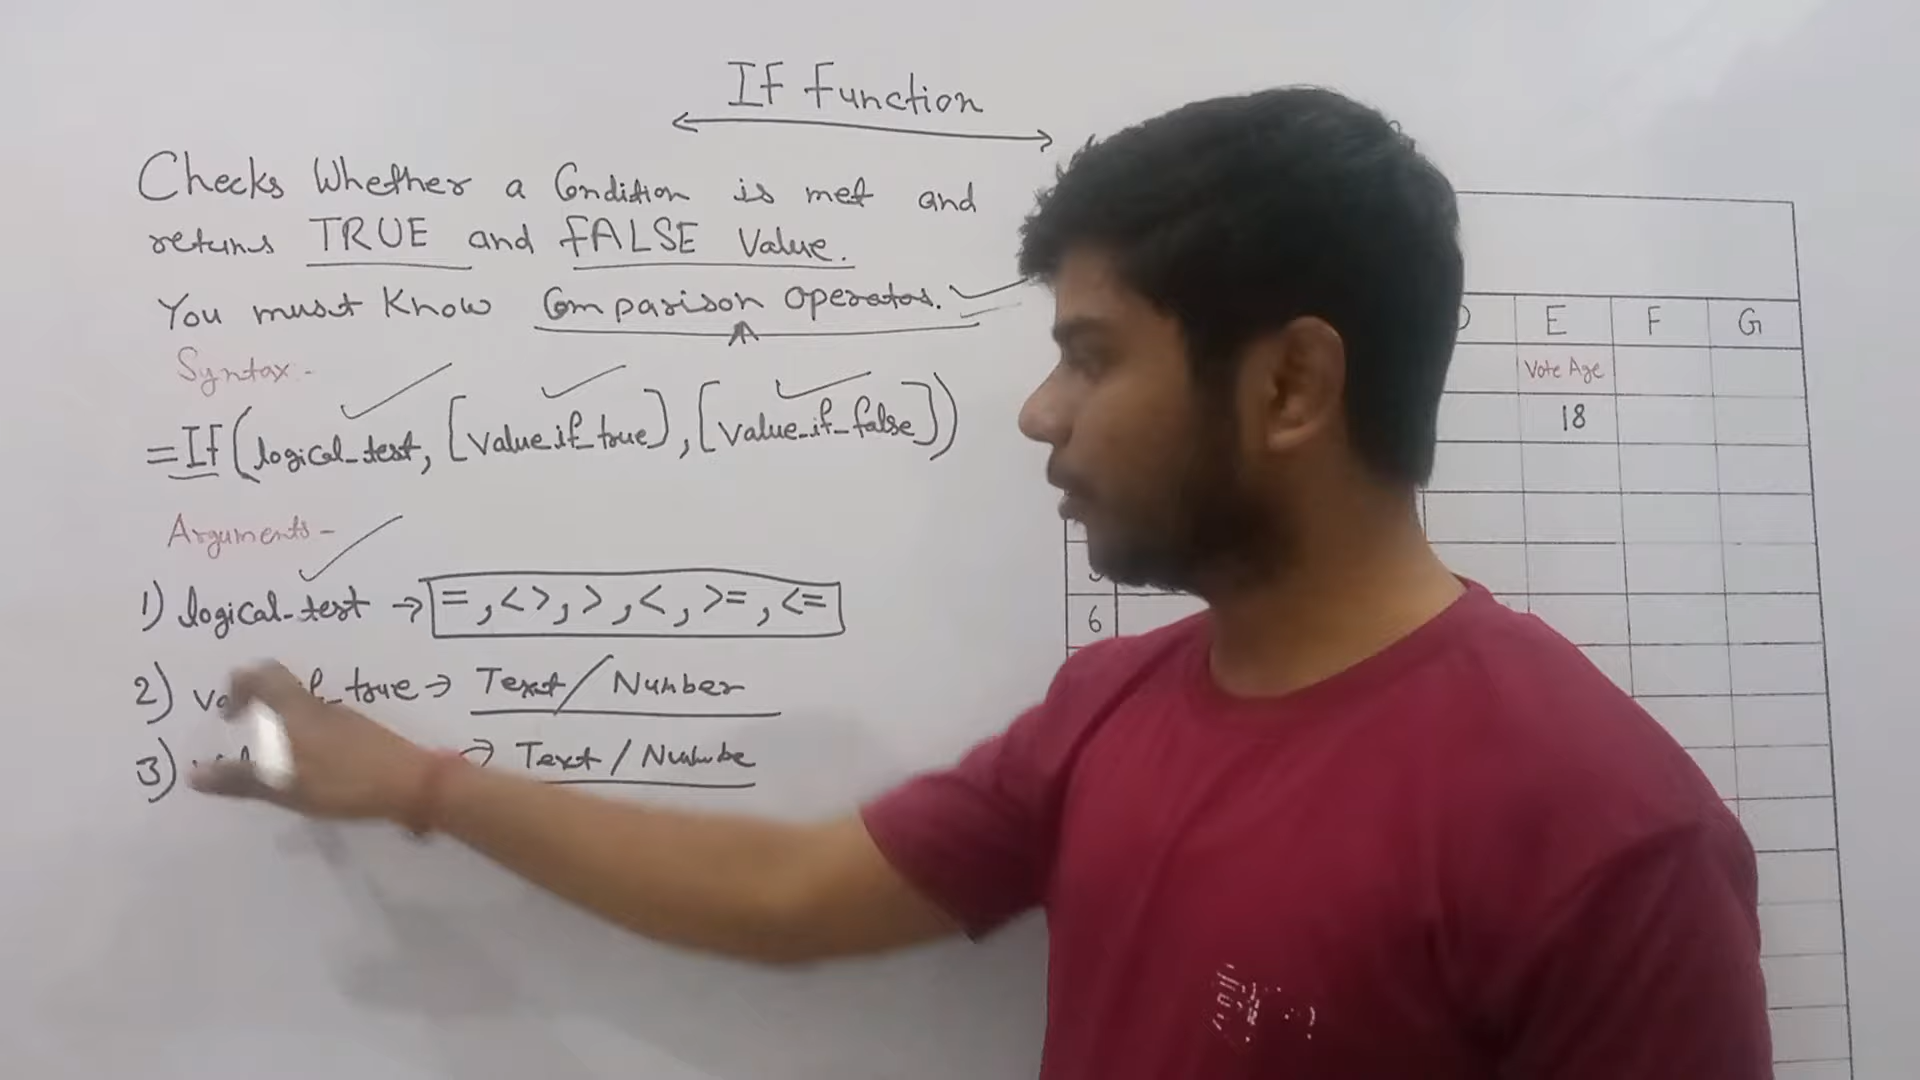 If Function
Checks Whether a Condition is met and
returns TRUE and FALSE Value.
You must Know Comparison Operators.
Syntax:-
=If(logical_test, [value_if_true], [value_if_false])
Arguments-
1) logical_test → =, <>, >, <, >=, <=
2) true → Text/Number
3) → Text/Numbe
E F G
Vote Age
18
6